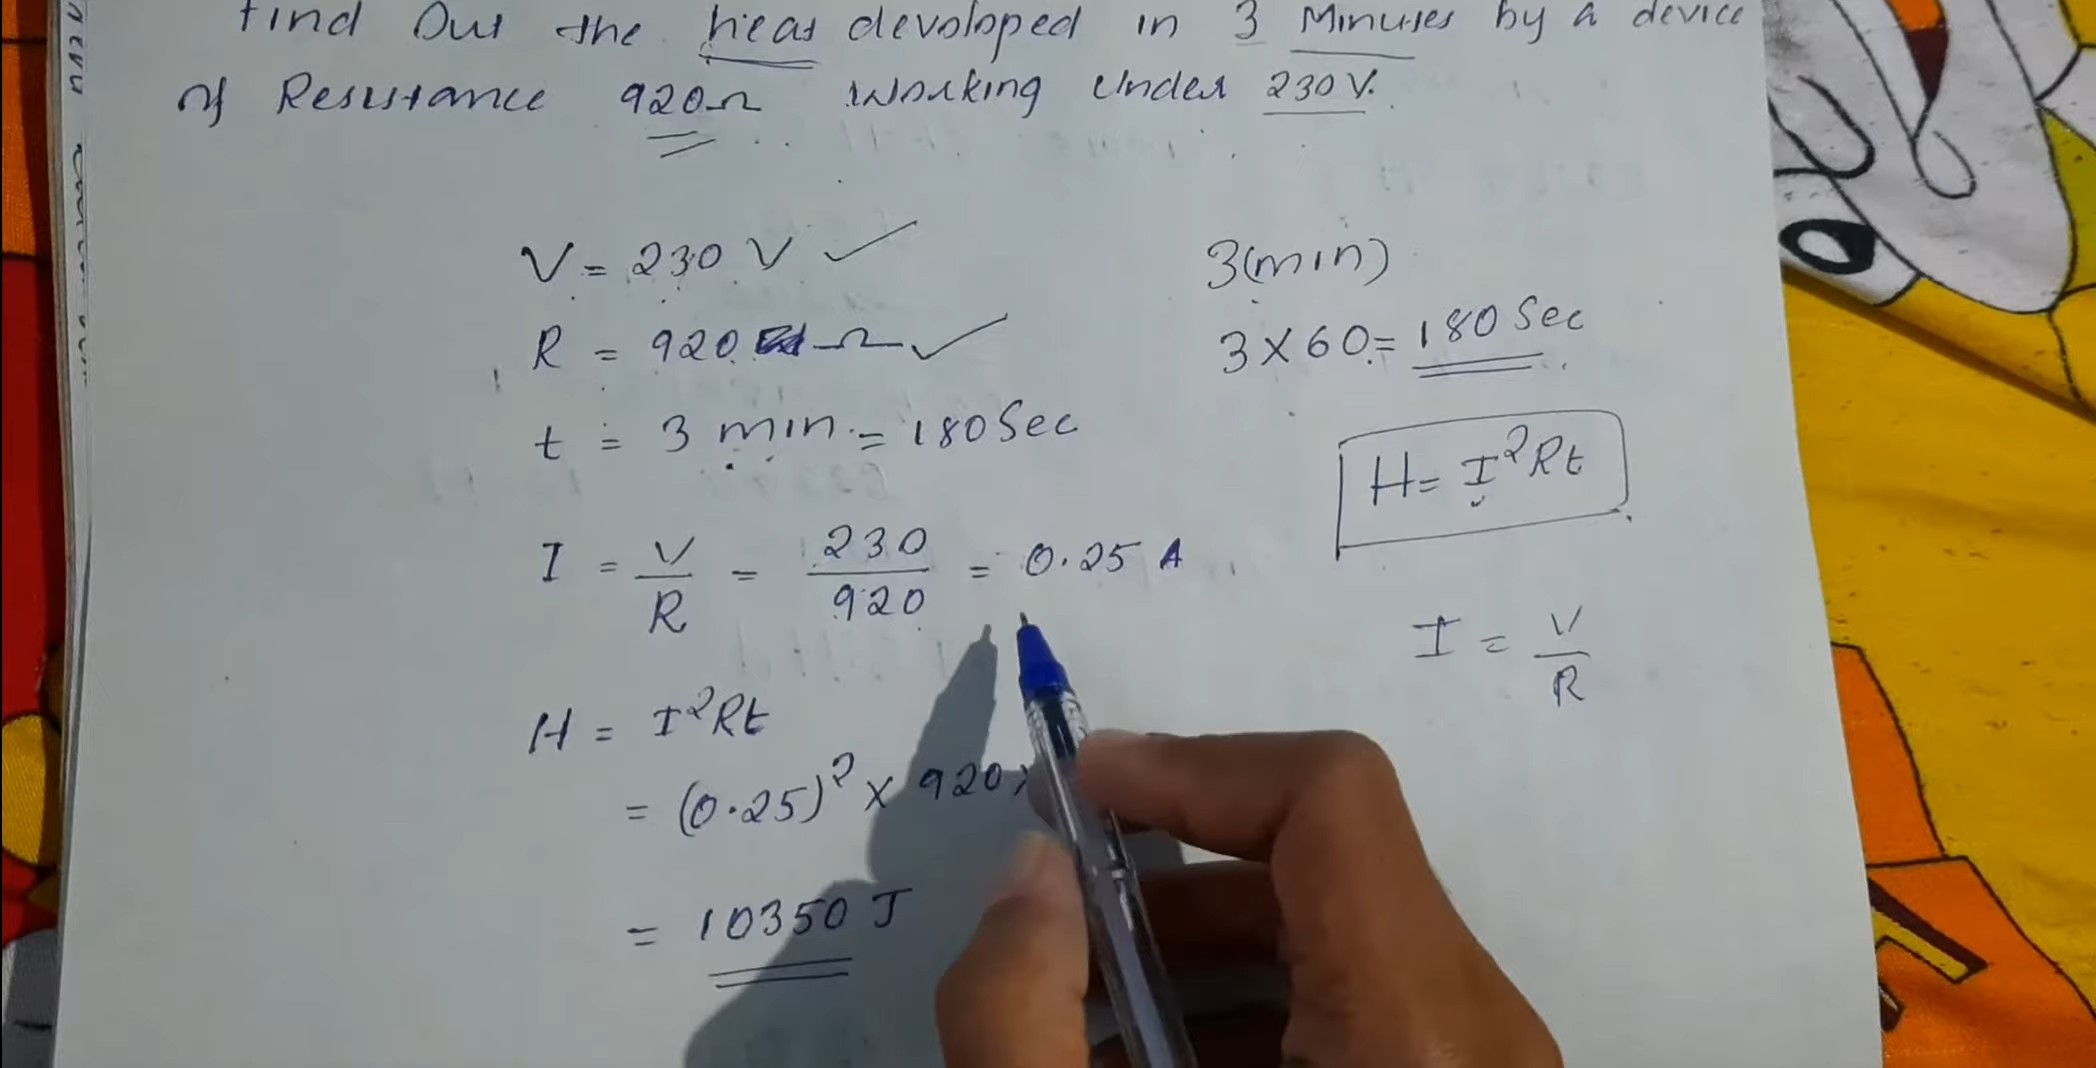 Find Out the heat developed in 3 Minutes by a device
of Resistance 920Ω Working Under 230 V.
V = 230 V ✓
R = 920 Ω ✓
t = 3 min. = 180 Sec
I = V/R = 230/920 = 0.25 A
H = I²Rt
= (0.25)² × 920 ×
= 10350 J
3(min)
3 × 60 = 180 Sec
H = I²Rt
I = V/R